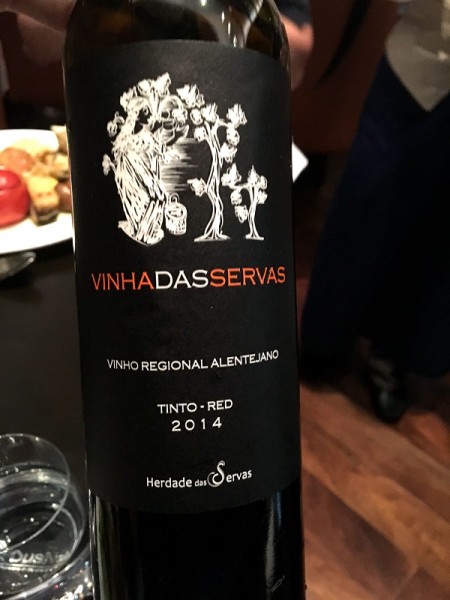 VINHADASSERVAS
VINHO REGIONAL ALENTEJANO
TINTO - RED
2014
Herdade das Servas